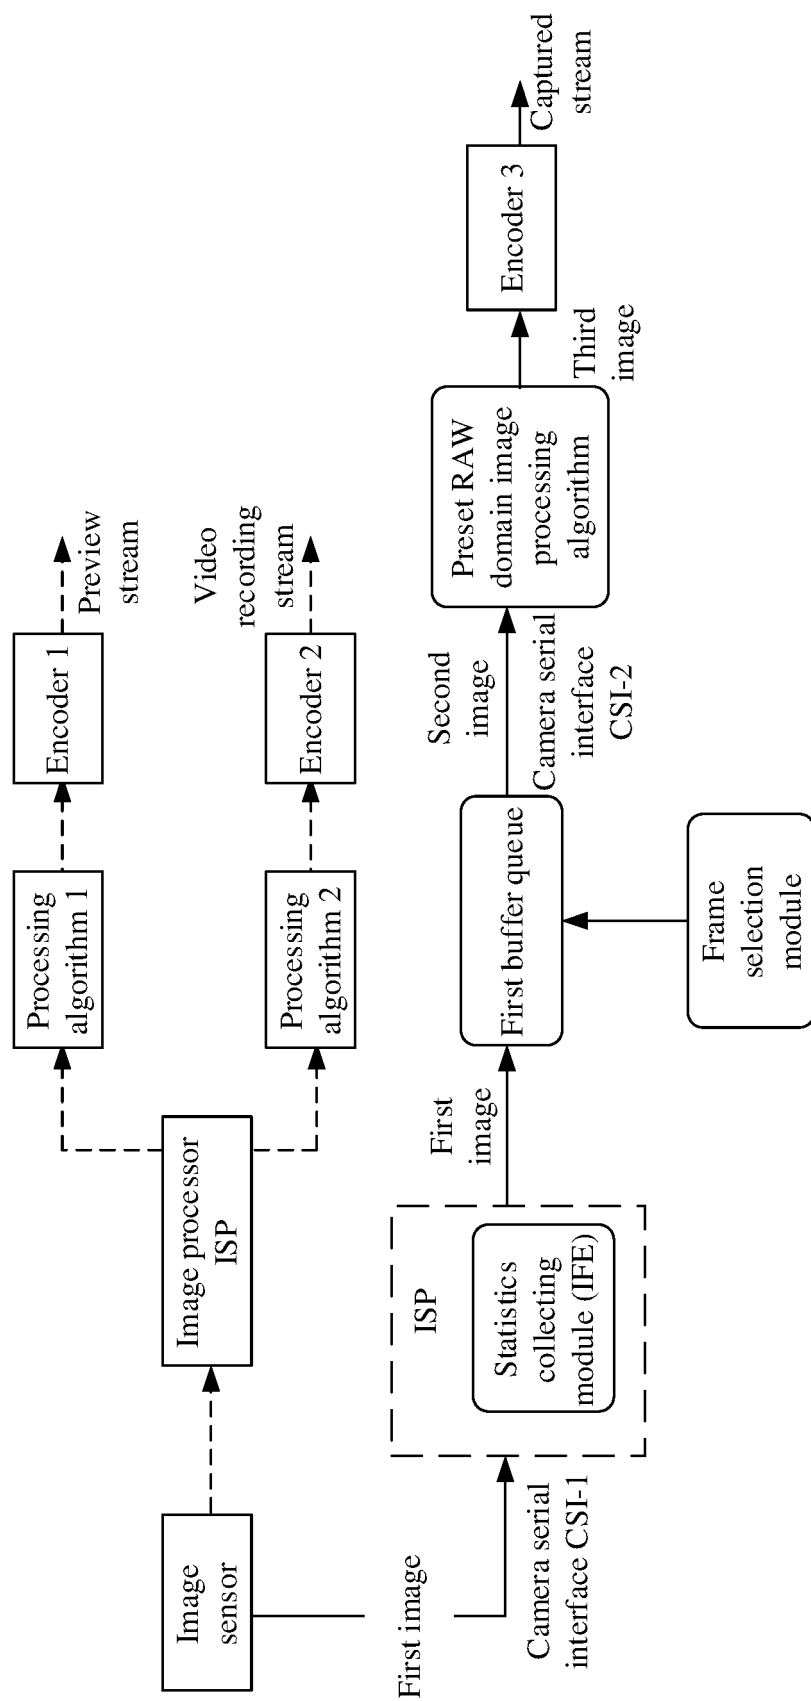 Image
sensor
Image processor
ISP
Processing
algorithm 1
Encoder 1
Preview
stream
Processing
algorithm 2
Encoder 2
Video
recording
stream
First image
Camera serial
interface CSI-1
ISP
Statistics
collecting
module (IFE)
First
image
First buffer queue
Frame
selection
module
Second
image
Camera serial
interface
CSI-2
Preset RAW
domain image
processing
algorithm
Third
image
Encoder 3
Captured
stream